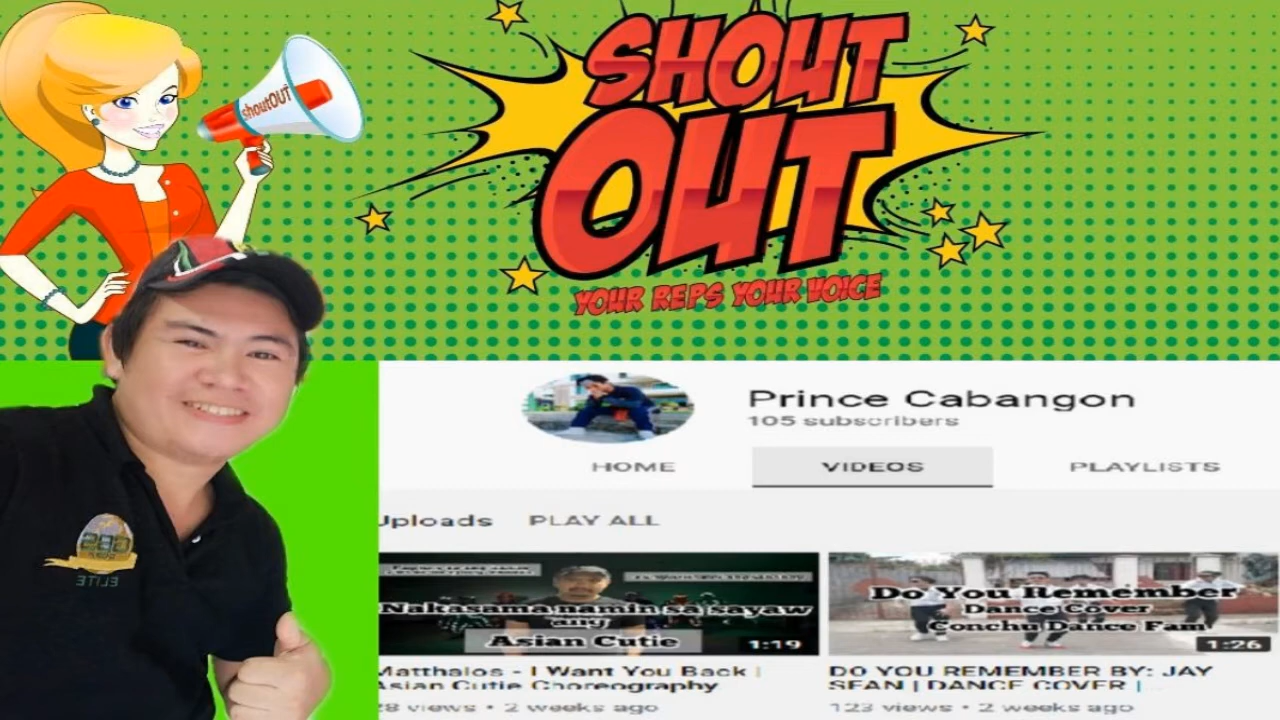 shoutOUT
SHOUT
OUT
YOUR REPS YOUR VOICE
Prince Cabangon
105 subscribers
HOME VIDEOS PLAYLISTS
Uploads PLAY ALL
Nakasama namin sa sayaw
ang
Asian Cutie
1:19
Do You Remember
Dance Cover
Conchu Dance Fam
1:26
Matthaios - I Want You Back |
Asian Cutie Choreography
28 views • 2 weeks ago
DO YOU REMEMBER BY: JAY
SEAN | DANCE COVER |
123 views • 2 weeks ago
ELITE